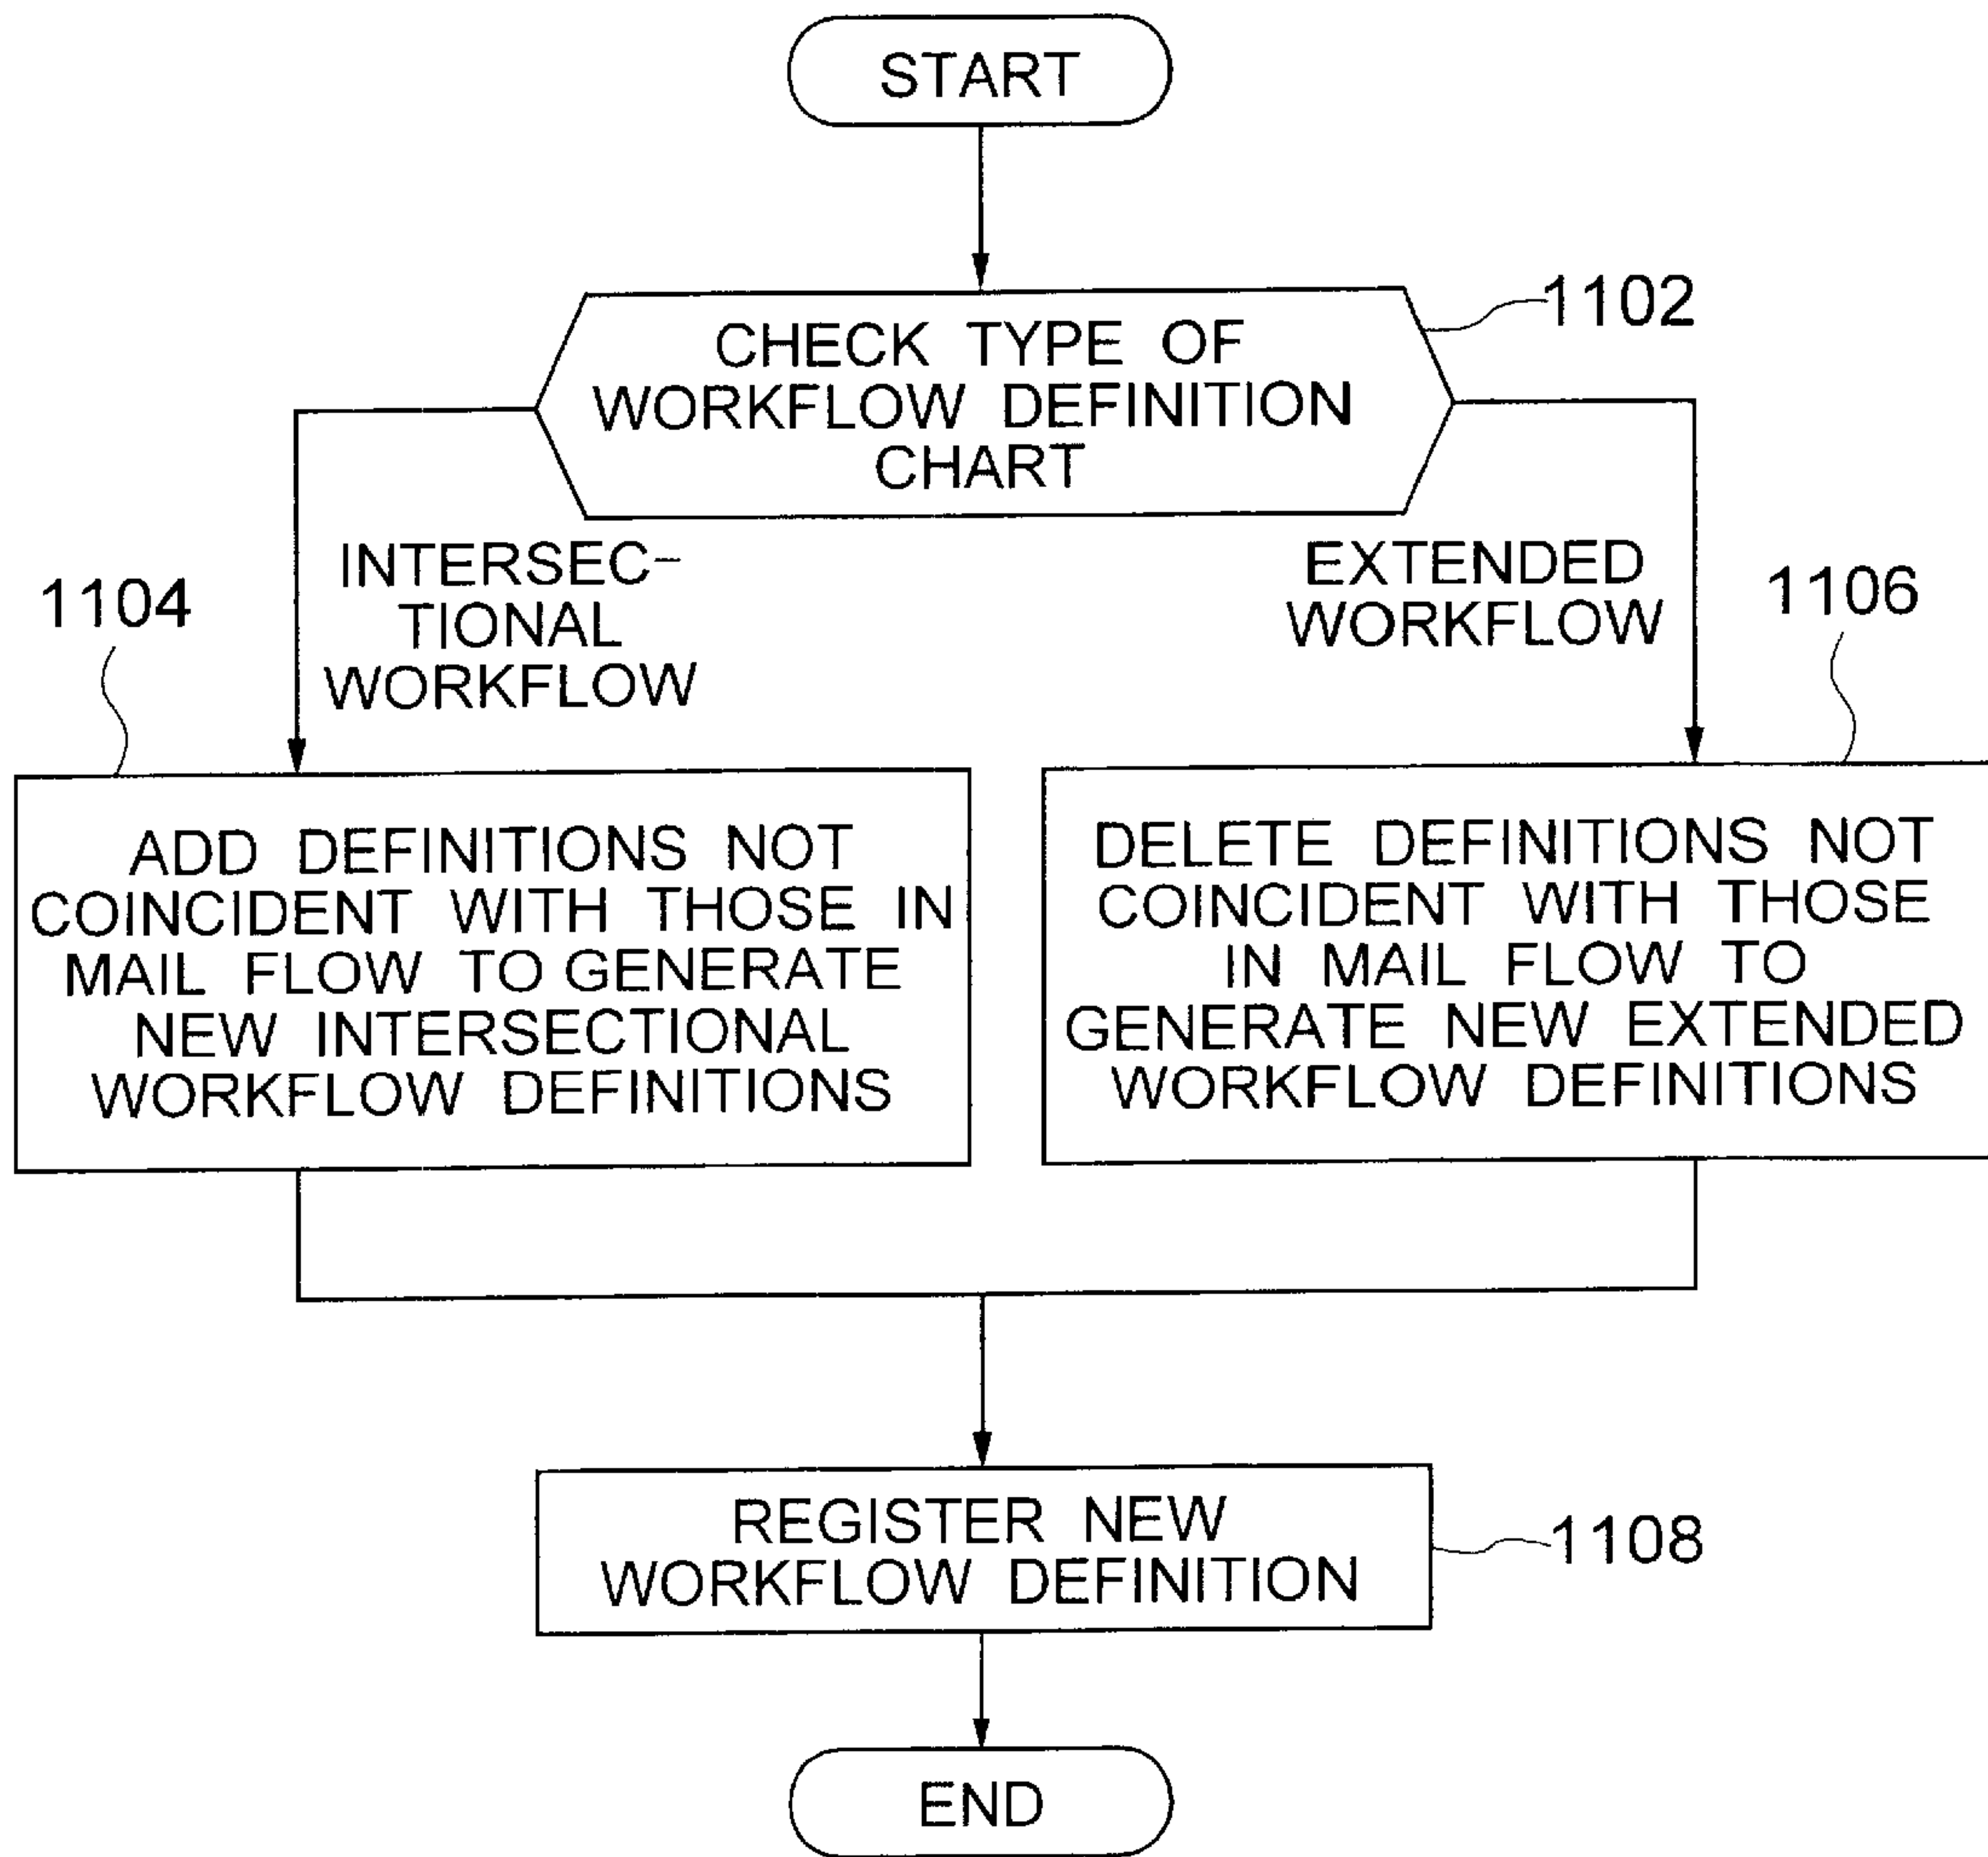 START
CHECK TYPE OF
WORKFLOW DEFINITION
CHART
1102
INTERSEC-
TIONAL
WORKFLOW
EXTENDED
WORKFLOW
1104
1106
ADD DEFINITIONS NOT
COINCIDENT WITH THOSE IN
MAIL FLOW TO GENERATE
NEW INTERSECTIONAL
WORKFLOW DEFINITIONS
DELETE DEFINITIONS NOT
COINCIDENT WITH THOSE
IN MAIL FLOW TO
GENERATE NEW EXTENDED
WORKFLOW DEFINITIONS
REGISTER NEW
WORKFLOW DEFINITION
1108
END